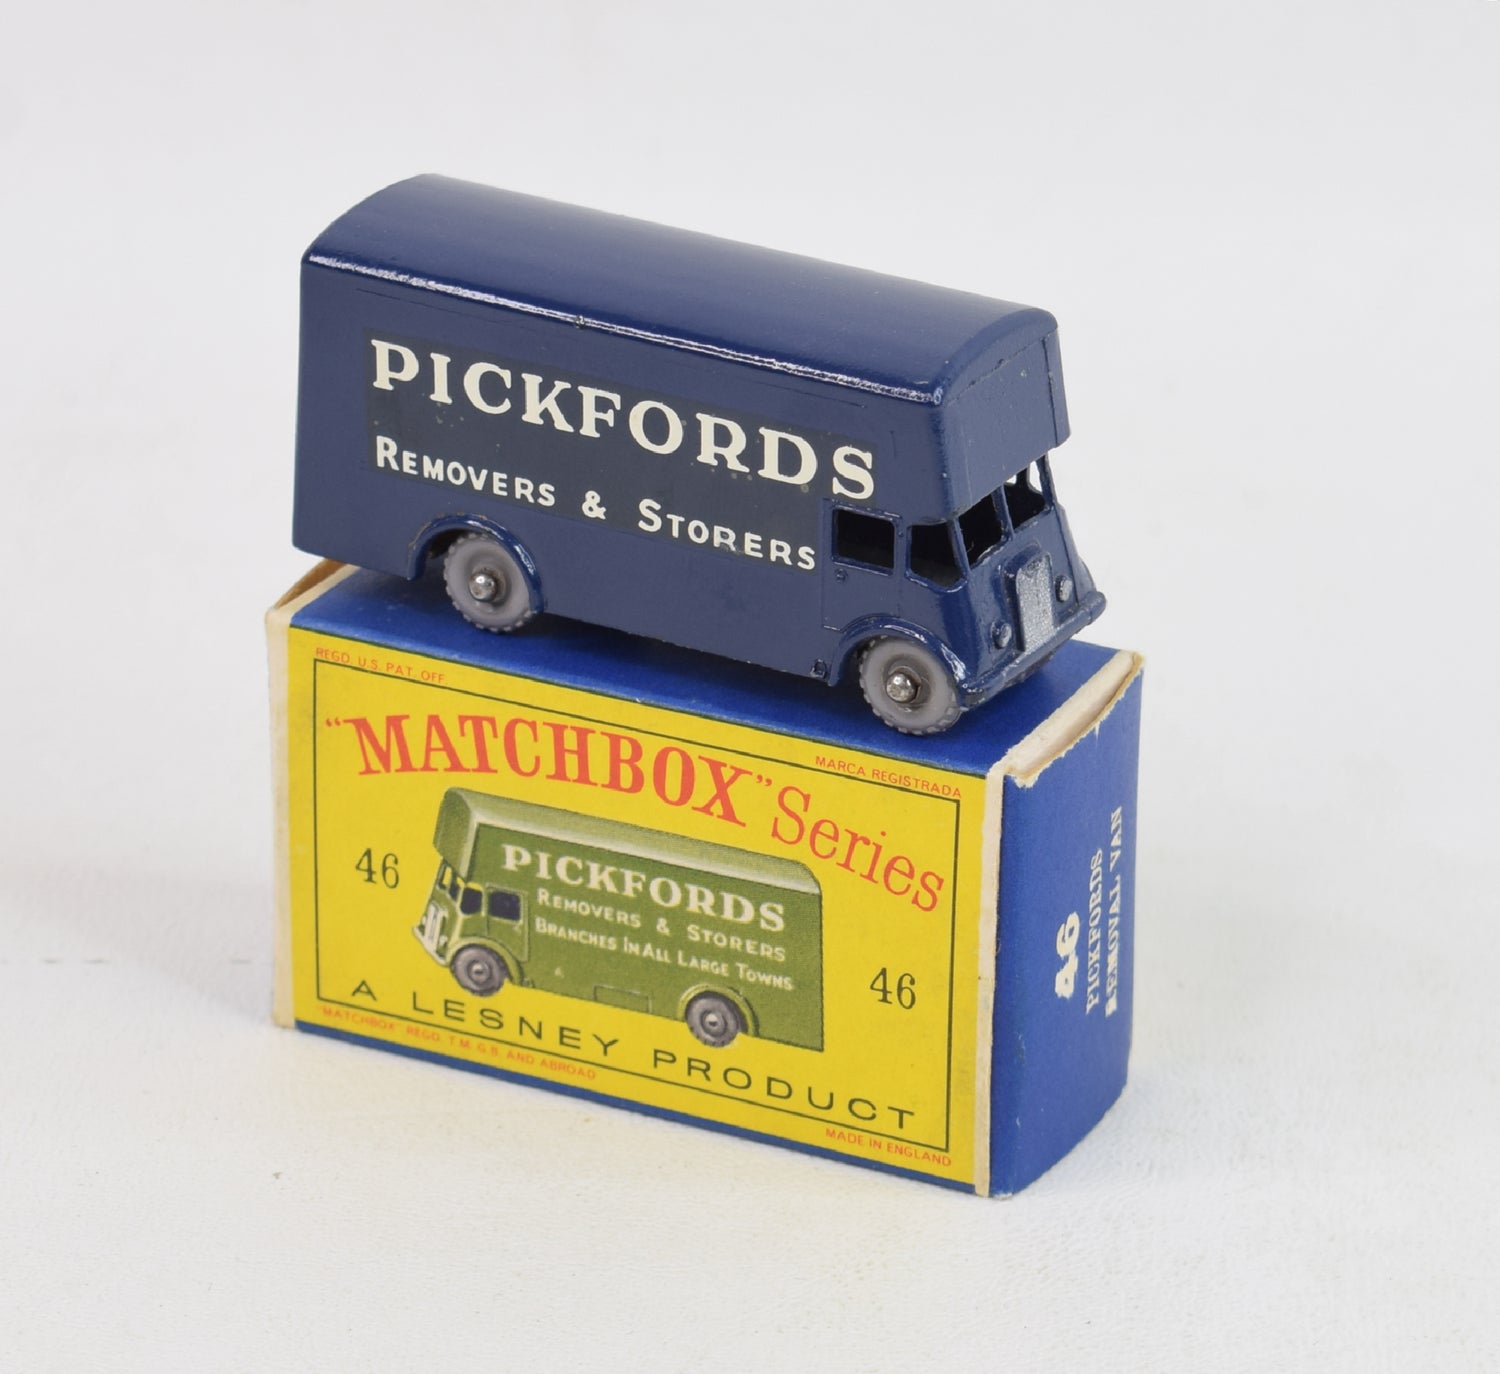 PICKFORDS
REMOVERS & STORERS
REGD. U.S. PAT. OFF.
MARCA REGISTRADA
"MATCHBOX" Series
46
PICKFORDS
REMOVERS & STORERS
BRANCHES IN ALL LARGE TOWNS
46
A LESNEY PRODUCT
"MATCHBOX" REGD. T.M. G.B. AND ABROAD
MADE IN ENGLAND
46
PICKFORDS
REMOVAL VAN